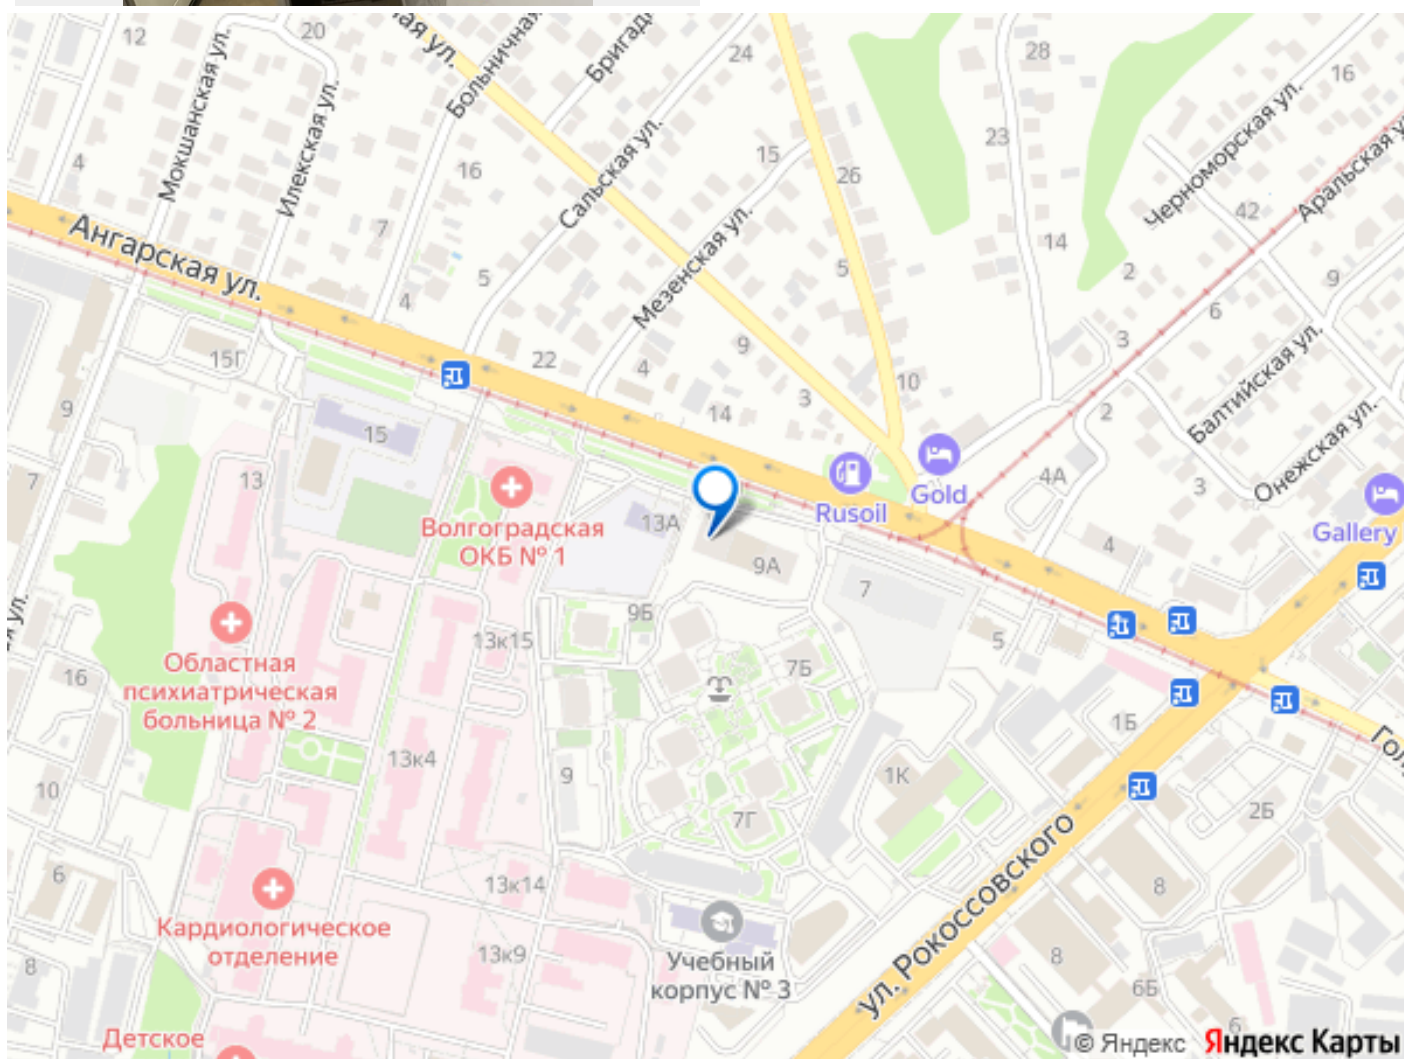 12
20
ная ул.
Больничная
Бригади
24
28
16
Мокшанская ул.
Илекская ул.
4
16
7
Сальская ул.
15
26
23
Черноморская ул.
Аральская у
42
14
Ангарская ул.
4
5
Мезенская ул.
5
2
9
6
3
15Г
22
4
9
3
10
14
2
Балтийская ул.
Онежская ул.
9
15
7
13
Волгоградская
ОКБ № 1
13А
Rusoil
Gold
4А
3
Gallery
9А
4
7
9Б
13к15
5
7Б
я ул.
Областная
психиатрическая
больница № 2
16
1Б
Гол
13к4
9
1К
10
7Г
2Б
6
13к14
8
ул. Рокоссовского
Кардиологическое
отделение
13к9
Учебный
корпус № 3
8
8
6Б
6
Детское
© Яндекс Яндекс Карты